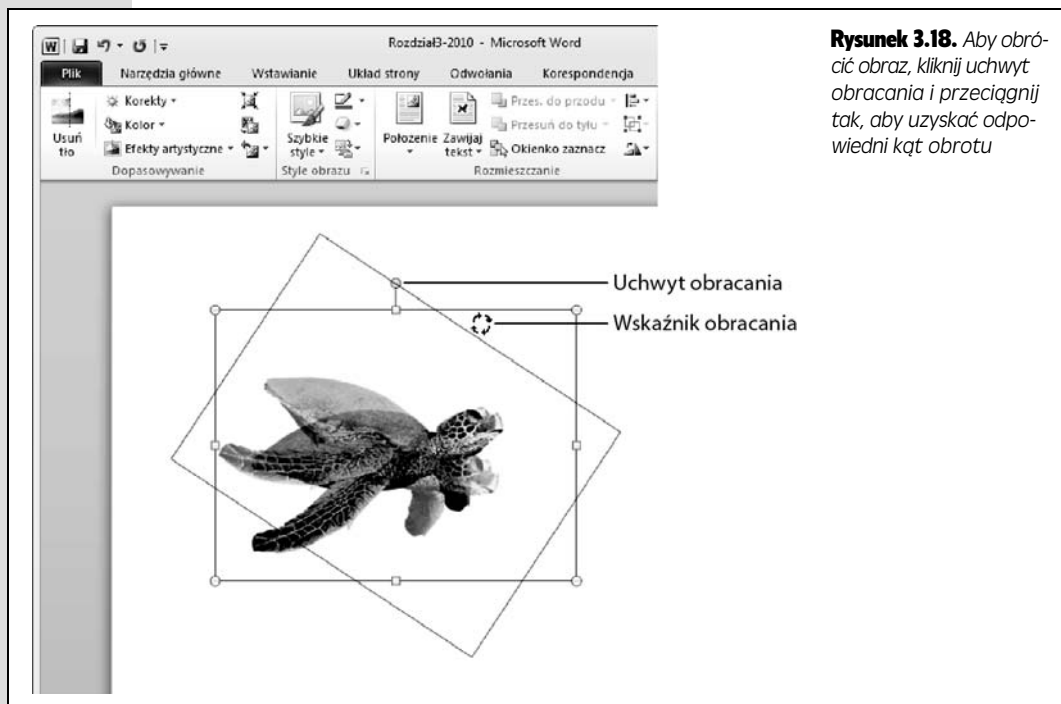 Rozdział3-2010 - Microsoft Word
Plik Narzędzia główne Wstawianie Układ strony Odwołania Korespondencja
Usuń tło
Korekty
Kolor
Efekty artystyczne
Dopasowywanie
Szybkie style
Style obrazu
Położenie
Zawijaj tekst
Przes. do przodu
Przesuń do tyłu
Okienko zaznacz
Rozmieszczanie
Uchwyt obracania
Wskaźnik obracania
Rysunek 3.18. Aby obró-
cić obraz, kliknij uchwyt
obracania i przeciągnij
tak, aby uzyskać odpo-
wiedni kąt obrotu